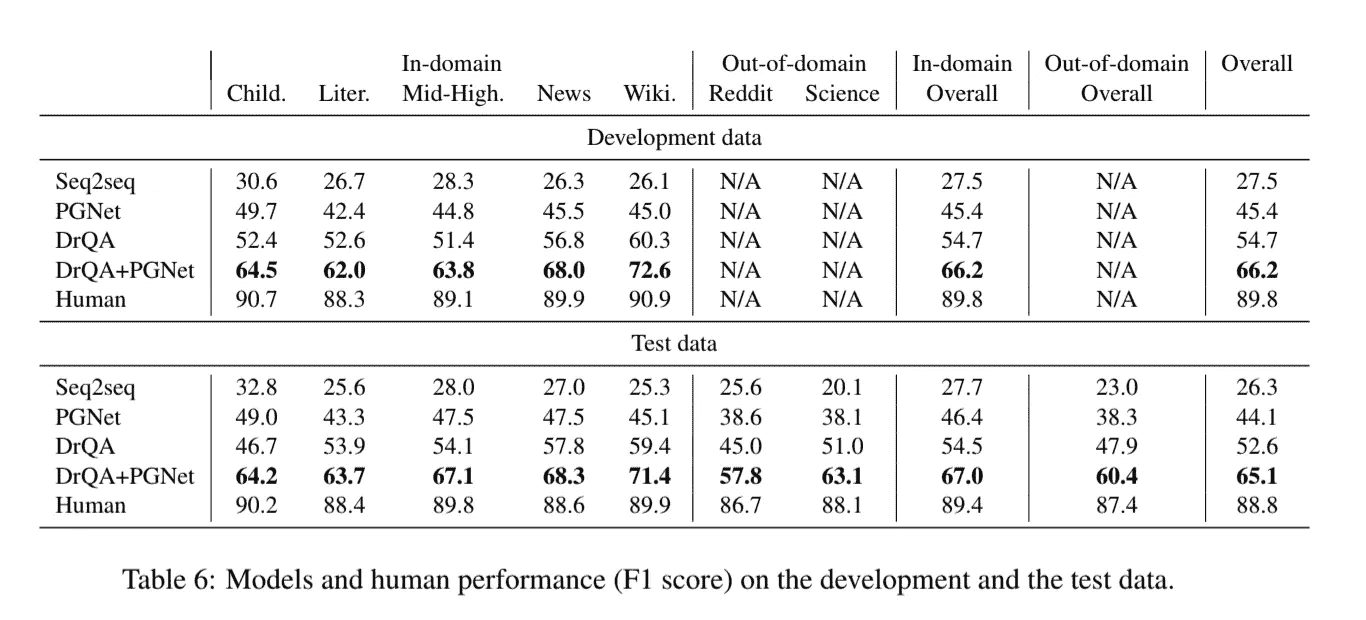 In-domain Out-of-domain In-domain Out-of-domain Overall
Child. Liter. Mid-High. News Wiki. Reddit Science Overall Overall
Development data
Seq2seq 30.6 26.7 28.3 26.3 26.1 N/A N/A 27.5 N/A 27.5
PGNet 49.7 42.4 44.8 45.5 45.0 N/A N/A 45.4 N/A 45.4
DrQA 52.4 52.6 51.4 56.8 60.3 N/A N/A 54.7 N/A 54.7
DrQA+PGNet 64.5 62.0 63.8 68.0 72.6 N/A N/A 66.2 N/A 66.2
Human 90.7 88.3 89.1 89.9 90.9 N/A N/A 89.8 N/A 89.8
Test data
Seq2seq 32.8 25.6 28.0 27.0 25.3 25.6 20.1 27.7 23.0 26.3
PGNet 49.0 43.3 47.5 47.5 45.1 38.6 38.1 46.4 38.3 44.1
DrQA 46.7 53.9 54.1 57.8 59.4 45.0 51.0 54.5 47.9 52.6
DrQA+PGNet 64.2 63.7 67.1 68.3 71.4 57.8 63.1 67.0 60.4 65.1
Human 90.2 88.4 89.8 88.6 89.9 86.7 88.1 89.4 87.4 88.8
Table 6: Models and human performance (F1 score) on the development and the test data.